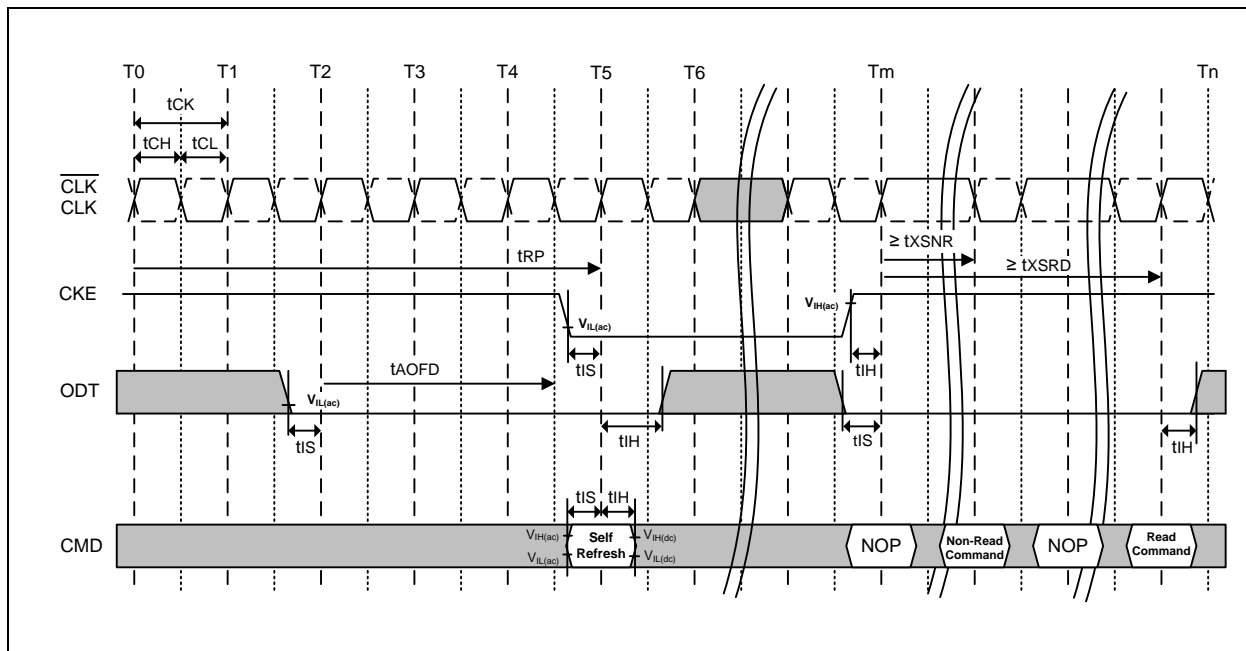 T0 T1 T2 T3 T4 T5 T6 Tm Tn
tCK
tCH tCL
CLK
CLK
≥ tXSNR
tRP
≥ tXSRD
CKE
VIH(ac)
VIL(ac)
tIS
tIH
tAOFD
ODT
VIL(ac)
tIS
tIH
tIS
tIH
tIS tIH
CMD
VIH(ac)
VIL(ac)
Self
Refresh
VIH(dc)
VIL(dc)
NOP
Non-Read
Command
NOP
Read
Command